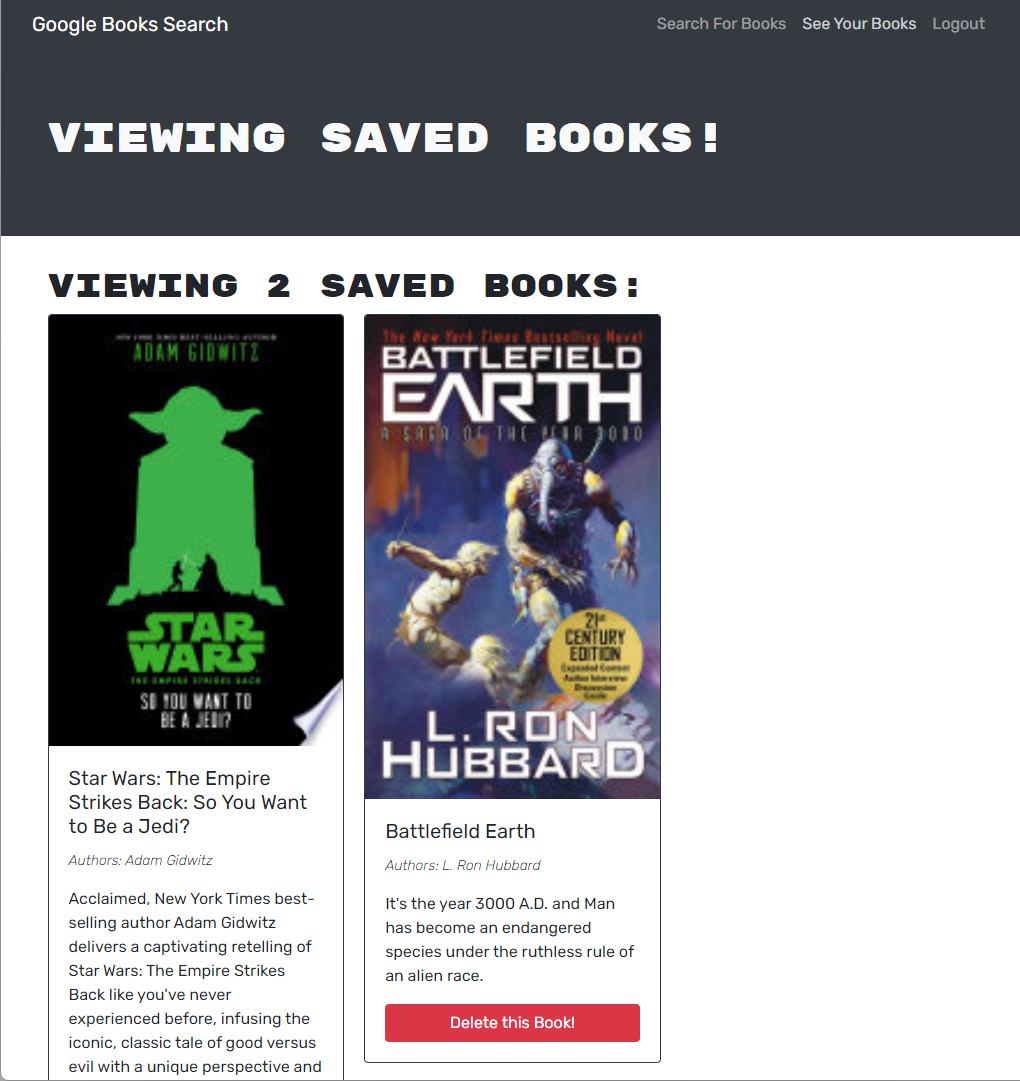 Google Books Search
Search For Books See Your Books Logout
VIEWING SAVED BOOKS!
VIEWING 2 SAVED BOOKS:
NEW YORK TIMES BEST-SELLING AUTHOR
ADAM GIDWITZ
STAR
WARS
THE EMPIRE STRIKES BACK
SO YOU WANT TO
BE A JEDI?
Star Wars: The Empire
Strikes Back: So You Want
to Be a Jedi?
Authors: Adam Gidwitz
Acclaimed, New York Times best-
selling author Adam Gidwitz
delivers a captivating retelling of
Star Wars: The Empire Strikes
Back like you've never
experienced before, infusing the
iconic, classic tale of good versus
evil with a unique perspective and
The New York Times Bestselling Novel
BATTLEFIELD
EARTH
A SAGA OF THE YEAR 3000
21st
CENTURY
EDITION
Expanded Content
Author Interview
Discussion
Guide
L. RON
HUBBARD
Battlefield Earth
Authors: L. Ron Hubbard
It's the year 3000 A.D. and Man
has become an endangered
species under the ruthless rule of
an alien race.
Delete this Book!